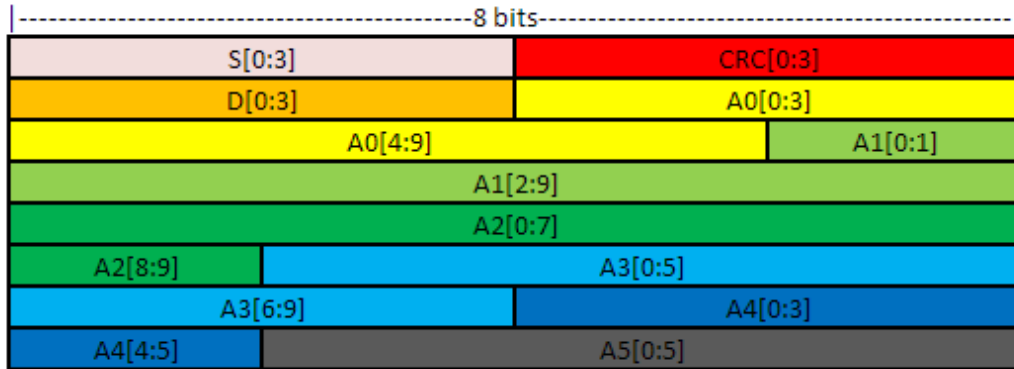 |----------------------------------------8 bits-----------------------------------------
S[0:3] CRC[0:3]
D[0:3] A0[0:3]
A0[4:9] A1[0:1]
A1[2:9]
A2[0:7]
A2[8:9] A3[0:5]
A3[6:9] A4[0:3]
A4[4:5] A5[0:5]